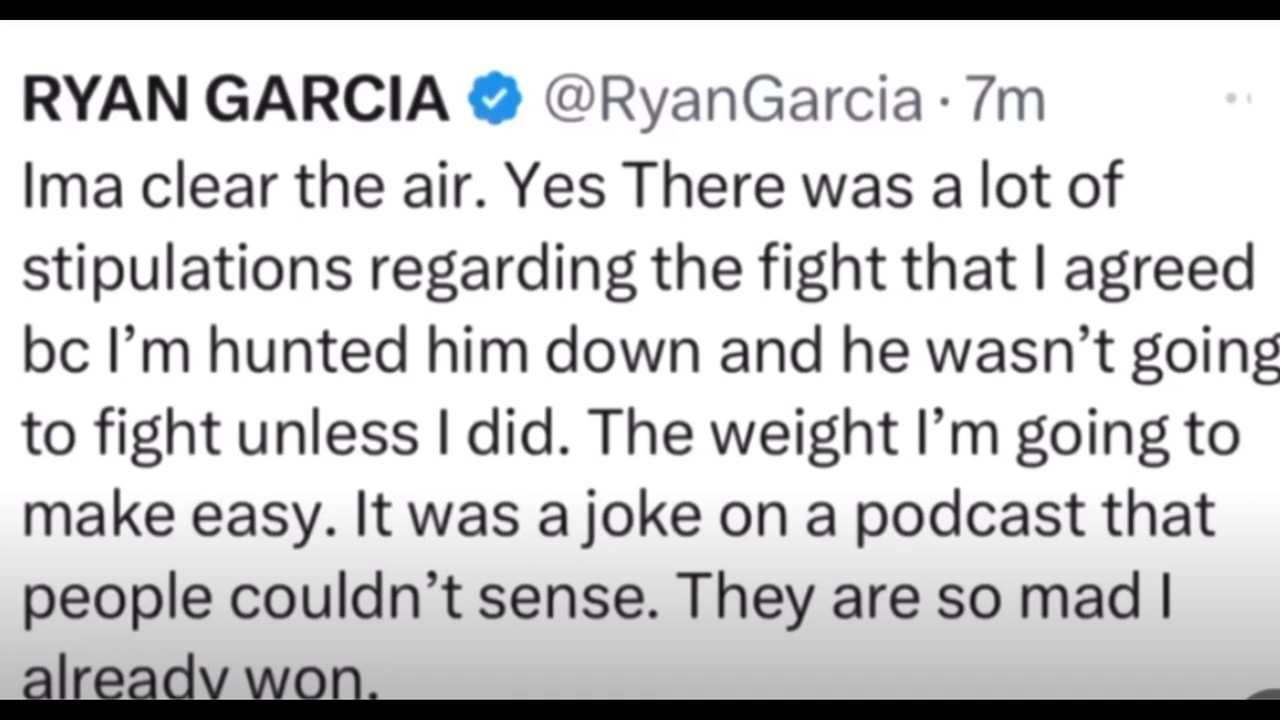 RYAN GARCIA @RyanGarcia · 7m
Ima clear the air. Yes There was a lot of
stipulations regarding the fight that I agreed
bc I’m hunted him down and he wasn’t going
to fight unless I did. The weight I’m going to
make easy. It was a joke on a podcast that
people couldn’t sense. They are so mad I
already won.